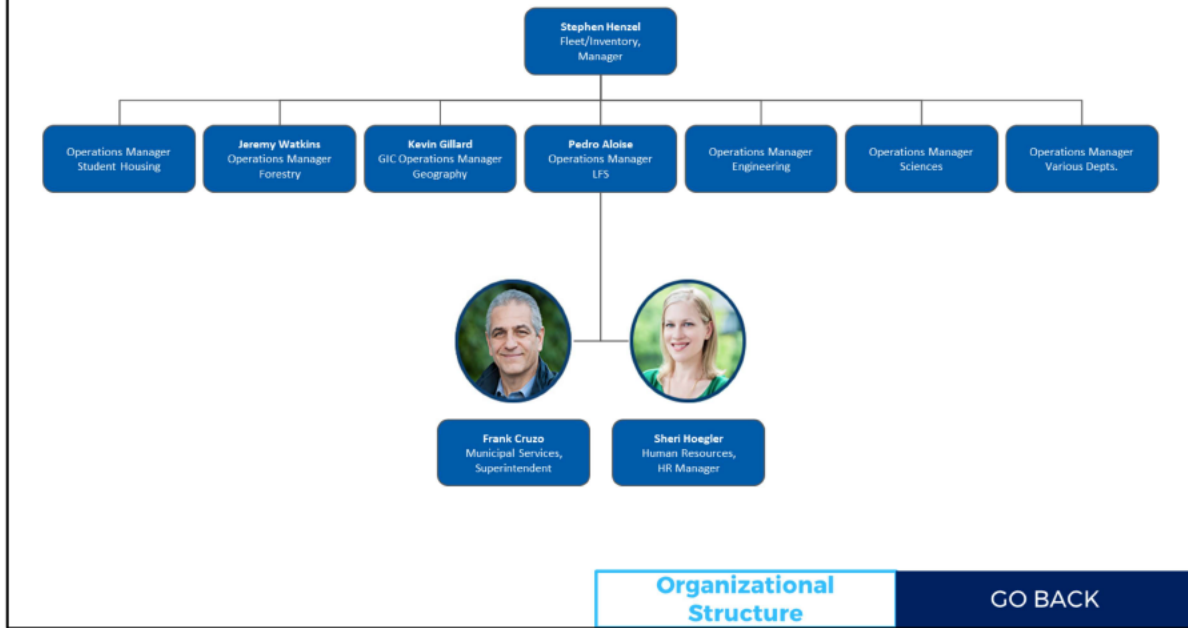 Stephen Henzel
Fleet/Inventory,
Manager
Operations Manager
Student Housing
Jeremy Watkins
Operations Manager
Forestry
Kevin Gillard
GIC Operations Manager
Geography
Pedro Aloise
Operations Manager
LFS
Operations Manager
Engineering
Operations Manager
Sciences
Operations Manager
Various Depts.
Frank Cruzo
Municipal Services,
Superintendent
Sheri Hoegler
Human Resources,
HR Manager
Organizational
Structure
GO BACK